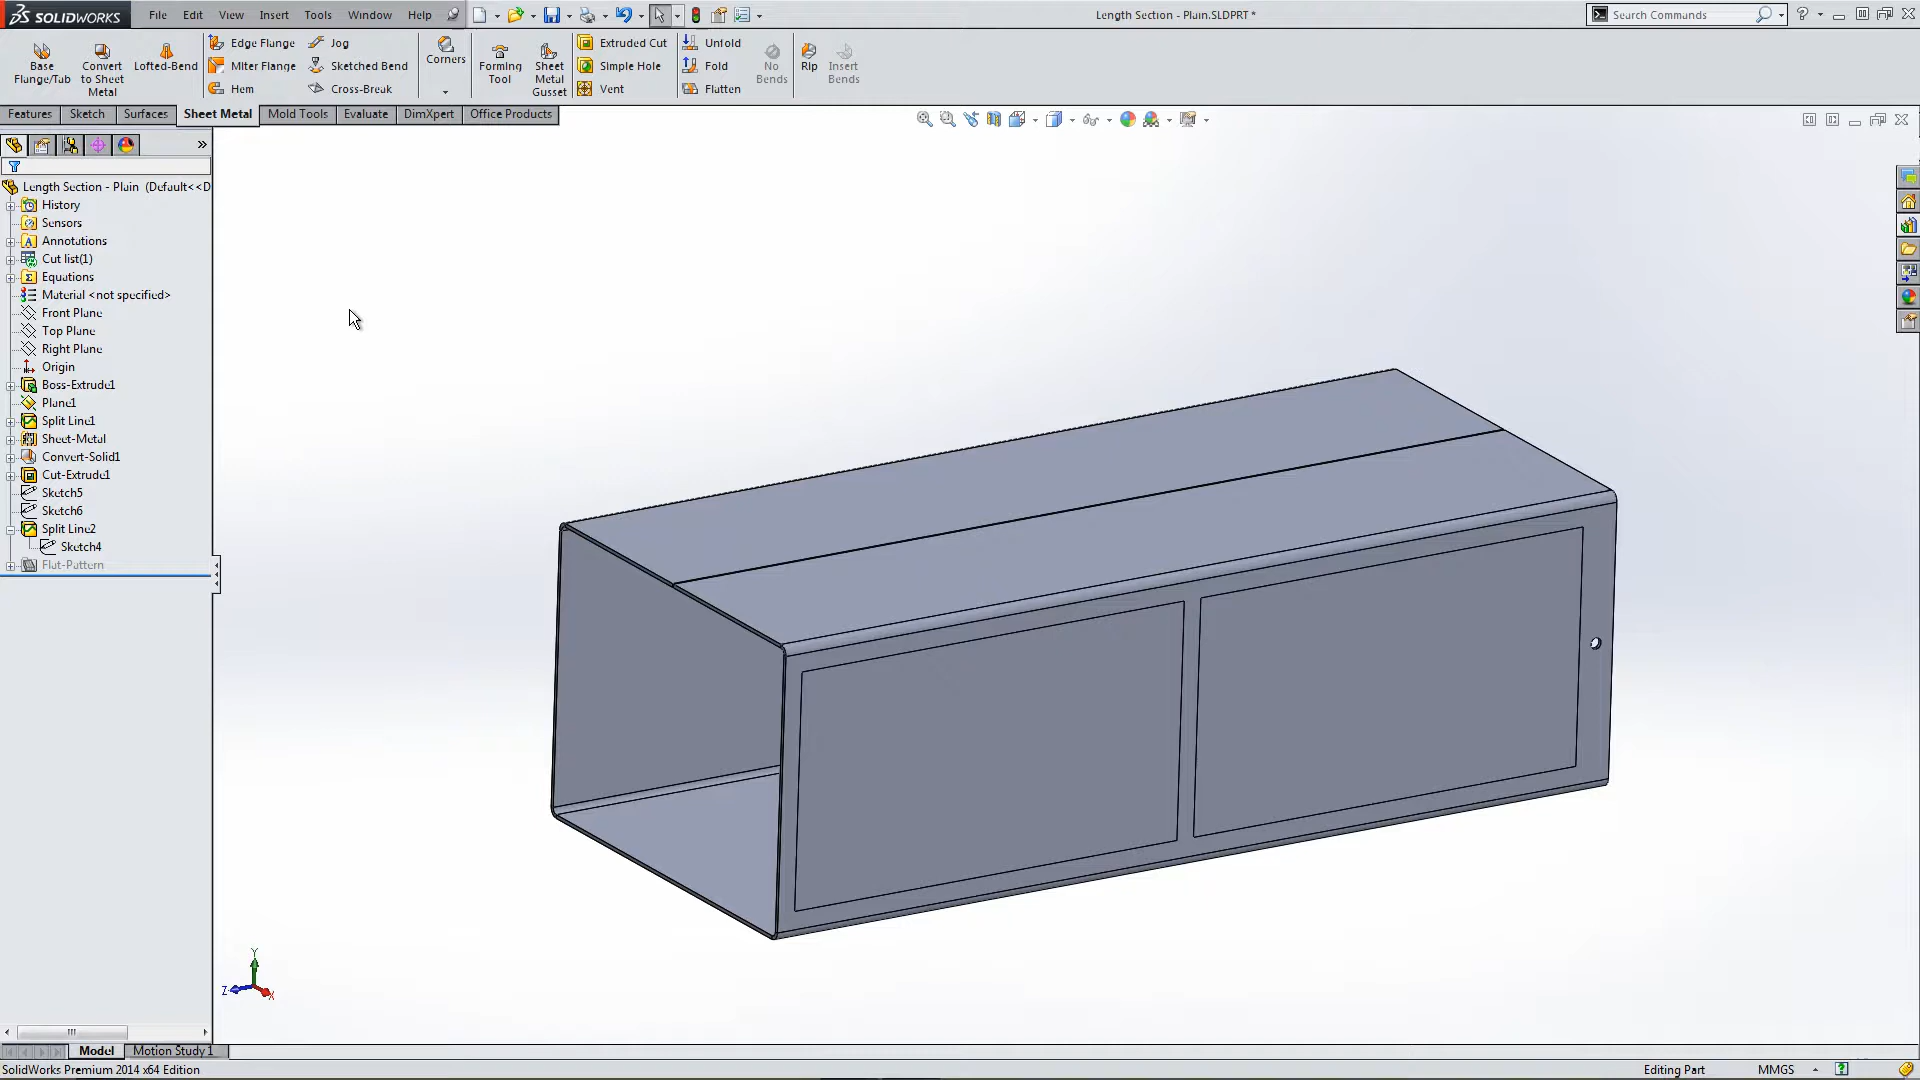 SOLIDWORKS File Edit View Insert Tools Window Help
Length Section - Plain.SLDPRT *
Search Commands
Base Flange/Tab
Convert to Sheet Metal
Lofted-Bend
Edge Flange
Miter Flange
Hem
Jog
Sketched Bend
Cross-Break
Corners
Forming Tool
Sheet Metal Gusset
Extruded Cut
Simple Hole
Vent
Unfold
Fold
Flatten
No Bends
Rip
Insert Bends
Features Sketch Surfaces Sheet Metal Mold Tools Evaluate DimXpert Office Products
Length Section - Plain (Default<<D
History
Sensors
Annotations
Cut list(1)
Equations
Material <not specified>
Front Plane
Top Plane
Right Plane
Origin
Boss-Extrude1
Plane1
Split Line1
Sheet-Metal
Convert-Solid1
Cut-Extrude1
Sketch5
Sketch6
Split Line2
Sketch4
Flat-Pattern
Y
Z
X
Model Motion Study 1
SolidWorks Premium 2014 x64 Edition
Editing Part
MMGS